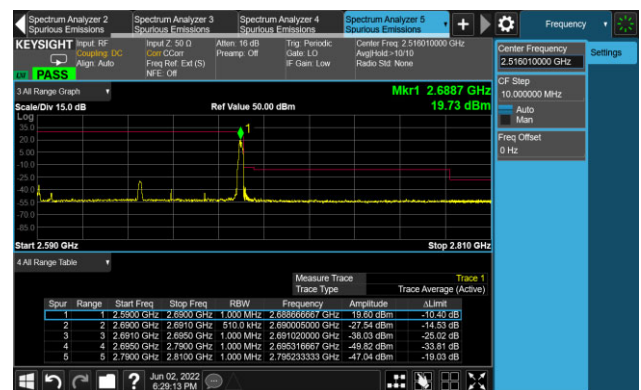 Spectrum Analyzer 2 Spectrum Analyzer 3 Spectrum Analyzer 4 Spectrum Analyzer 5
Spurious Emissions Spurious Emissions Spurious Emissions Spurious Emissions + Frequency
KEYSIGHT Input: RF Input Z: 50 Ω Atten: 16 dB Trig: Periodic Center Freq: 2.516010000 GHz
Coupling: DC Corr CCorr Preamp: Off Gate: LO Avg|Hold:>10/10
Align: Auto Freq Ref: Ext (S) IF Gain: Low Radio Std: None
NFE: Off
PASS
Center Frequency Settings
2.516010000 GHz
CF Step
10.000000 MHz
Auto
Man
Freq Offset
0 Hz
3 All Range Graph Mkr1 2.6887 GHz
Scale/Div 15.0 dB Ref Value 50.00 dBm 19.73 dBm
Log
35.0
20.0
5.00
-10.0
-25.0
-40.0
-55.0
-70.0
-85.0
1
Start 2.590 GHz Stop 2.810 GHz
4 All Range Table
Measure Trace Trace 1
Trace Type Trace Average (Active)
Spur Range Start Freq Stop Freq RBW Frequency Amplitude ΔLimit
1 1 2.5900 GHz 2.6900 GHz 1.000 MHz 2.688666667 GHz 19.60 dBm -10.40 dB
2 2 2.6900 GHz 2.6910 GHz 510.0 kHz 2.690005000 GHz -27.54 dBm -14.53 dB
3 3 2.6910 GHz 2.6950 GHz 1.000 MHz 2.691020000 GHz -38.03 dBm -25.02 dB
4 4 2.6950 GHz 2.7900 GHz 1.000 MHz 2.695316667 GHz -49.82 dBm -33.81 dB
5 5 2.7900 GHz 2.8100 GHz 1.000 MHz 2.795233333 GHz -47.04 dBm -19.03 dB
? Jun 02, 2022
6:29:13 PM